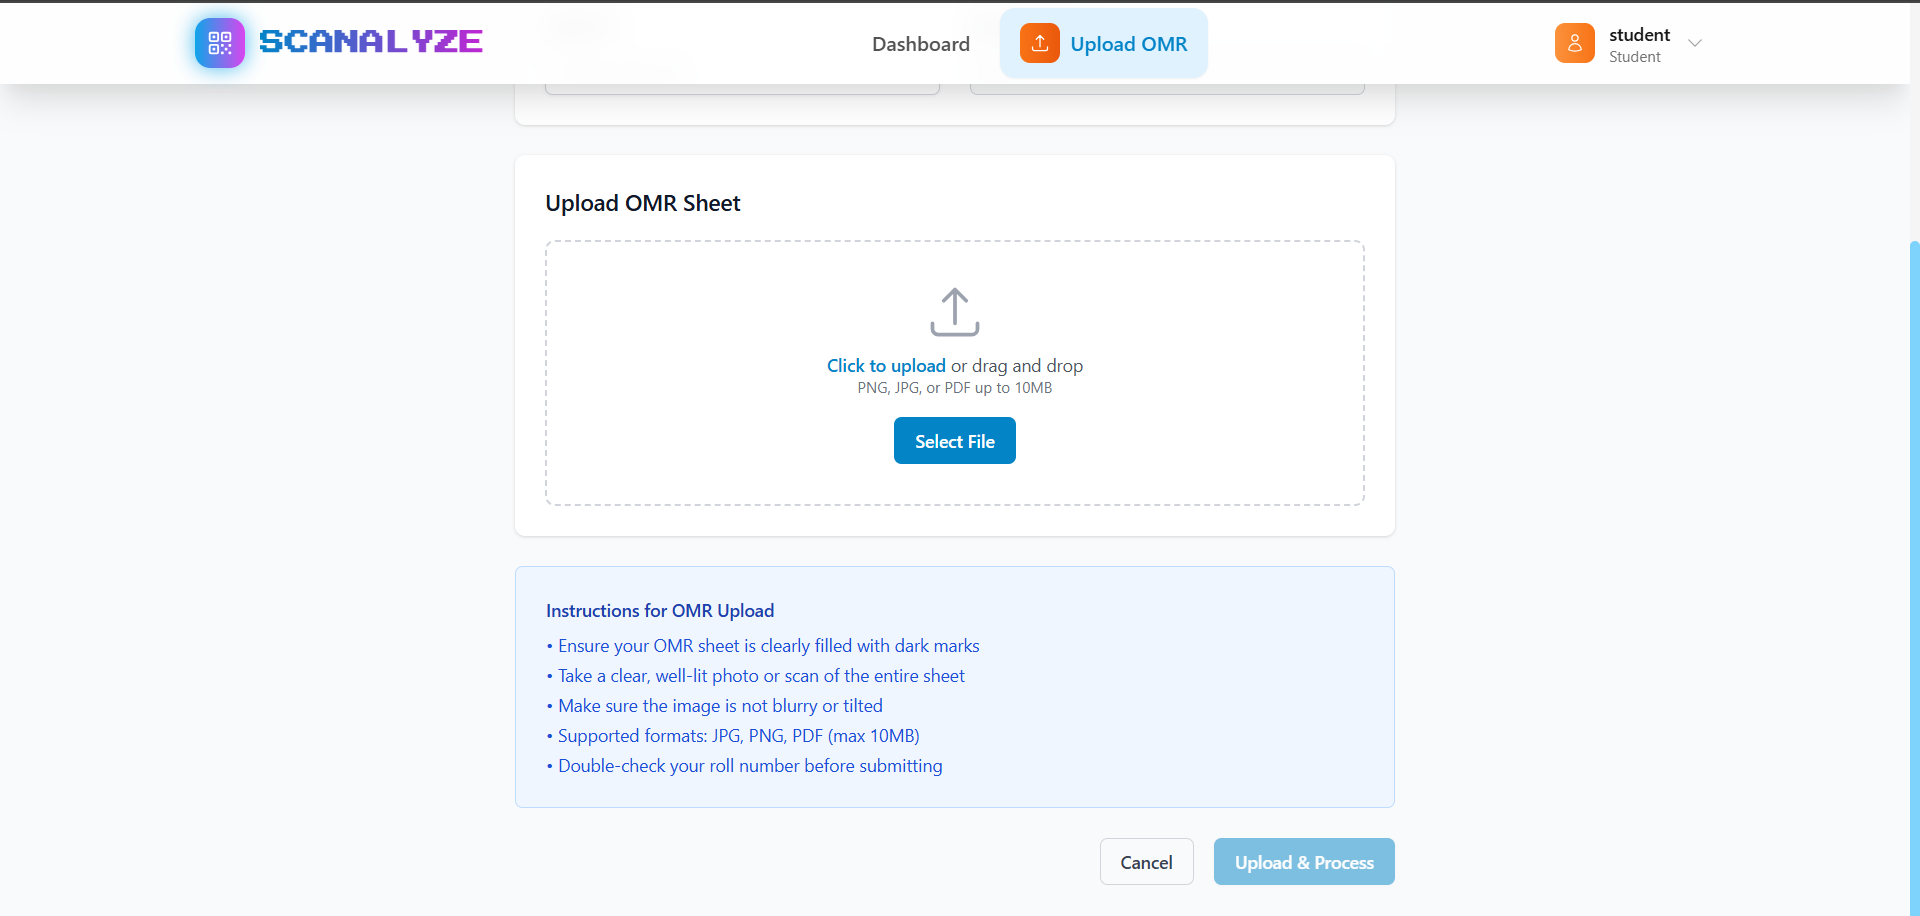 SCANALYZE
Dashboard
Upload OMR
student
Student
Upload OMR Sheet
Click to upload or drag and drop
PNG, JPG, or PDF up to 10MB
Select File
Instructions for OMR Upload
• Ensure your OMR sheet is clearly filled with dark marks
• Take a clear, well-lit photo or scan of the entire sheet
• Make sure the image is not blurry or tilted
• Supported formats: JPG, PNG, PDF (max 10MB)
• Double-check your roll number before submitting
Cancel
Upload & Process